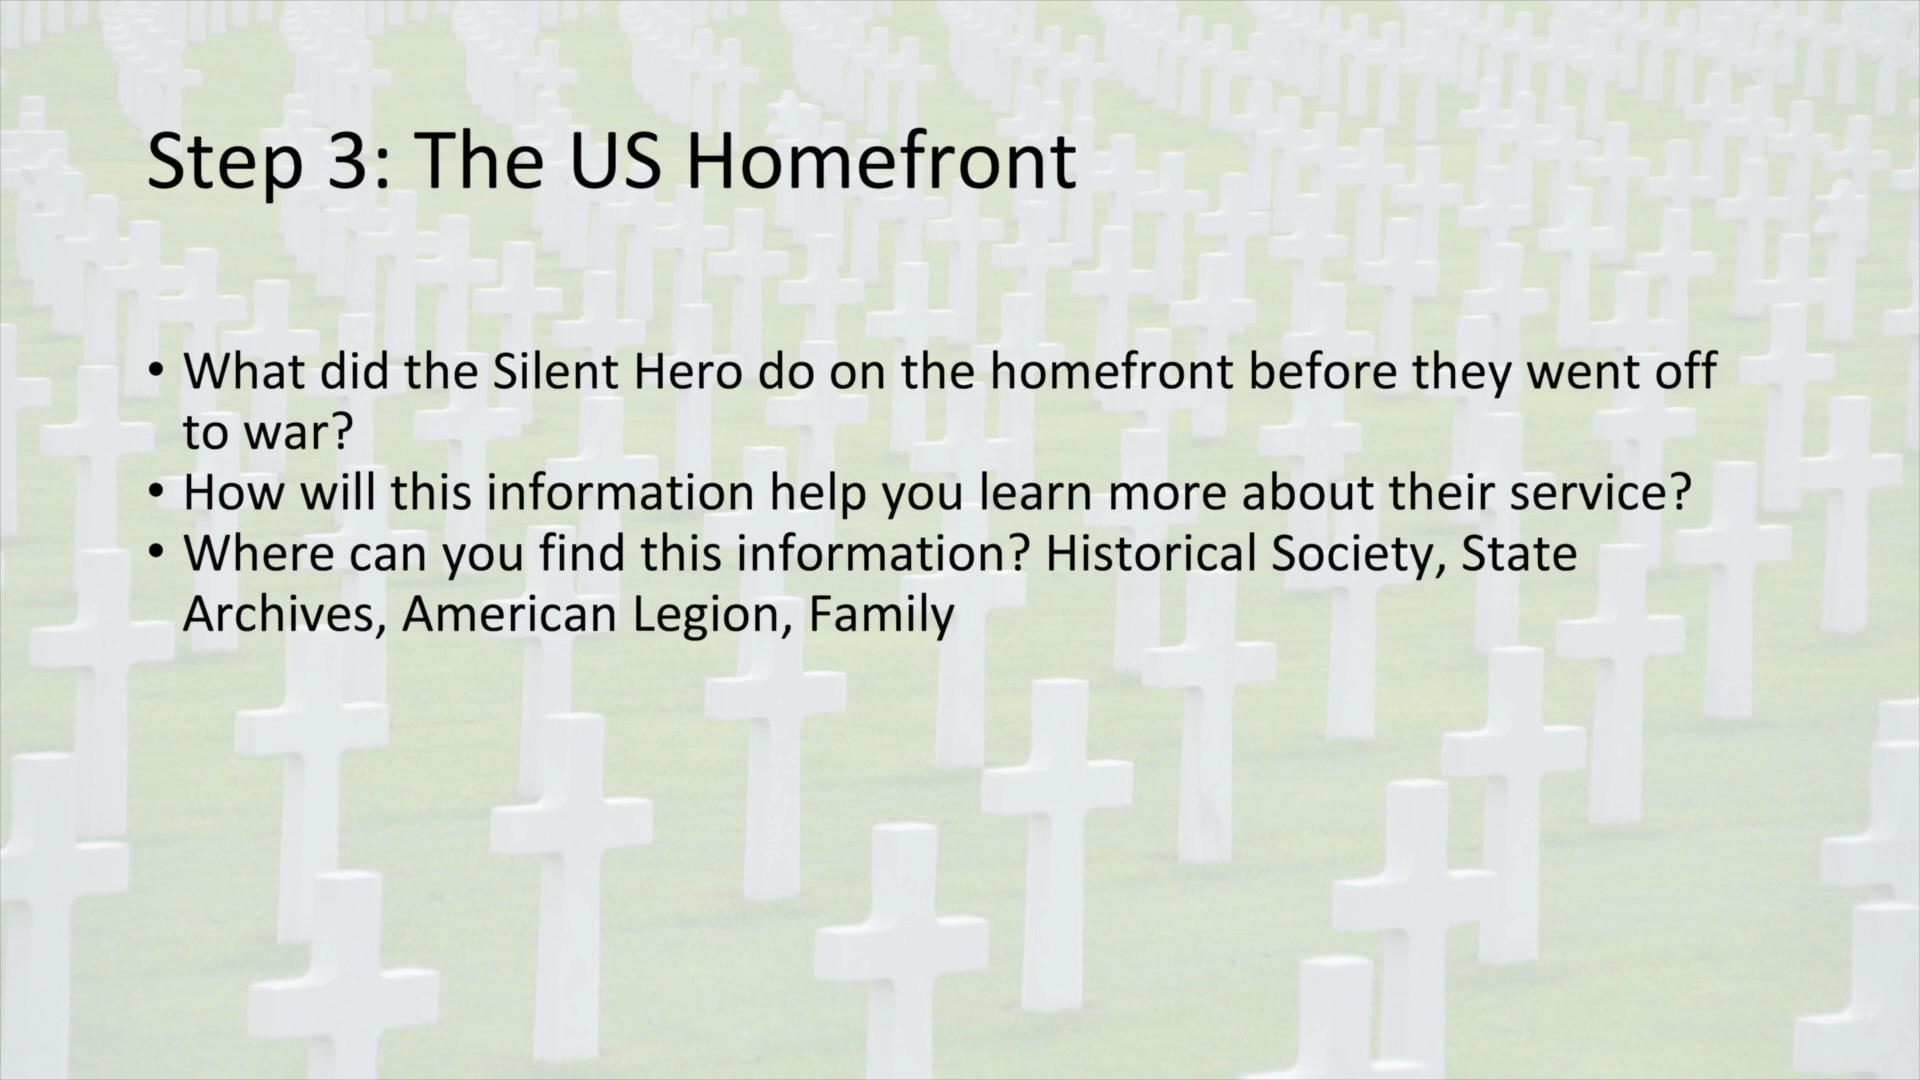 Step 3: The US Homefront
• What did the Silent Hero do on the homefront before they went off
to war?
• How will this information help you learn more about their service?
• Where can you find this information? Historical Society, State
Archives, American Legion, Family